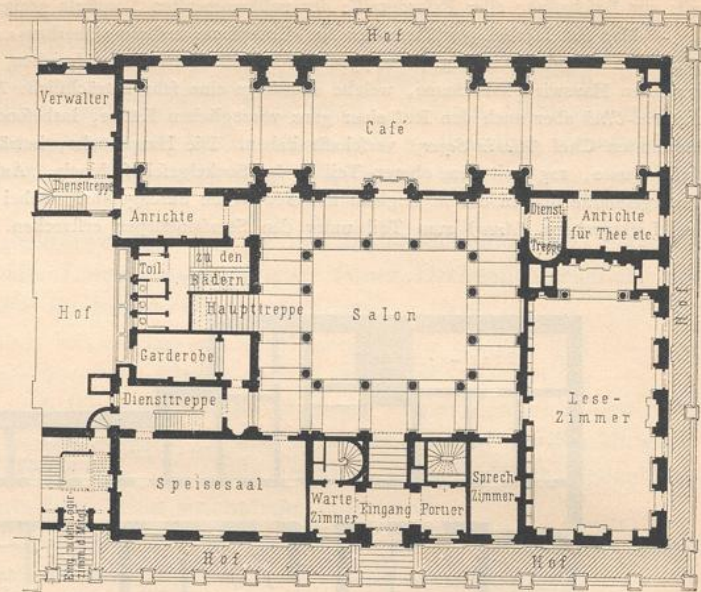 Hof
Verwalter
Café
Diensttreppe
Anrichte
Dienst
Treppe
Anrichte
für Thee etc
Toil.
zu den
Bädern
Hof
Haupttreppe
Salon
Hof
Garderobe
Diensttreppe
Lese-
Zimmer
Speisesaal
Warte
Zimmer
Eingang
Portier
Sprech
Zimmer
Hof
Hof